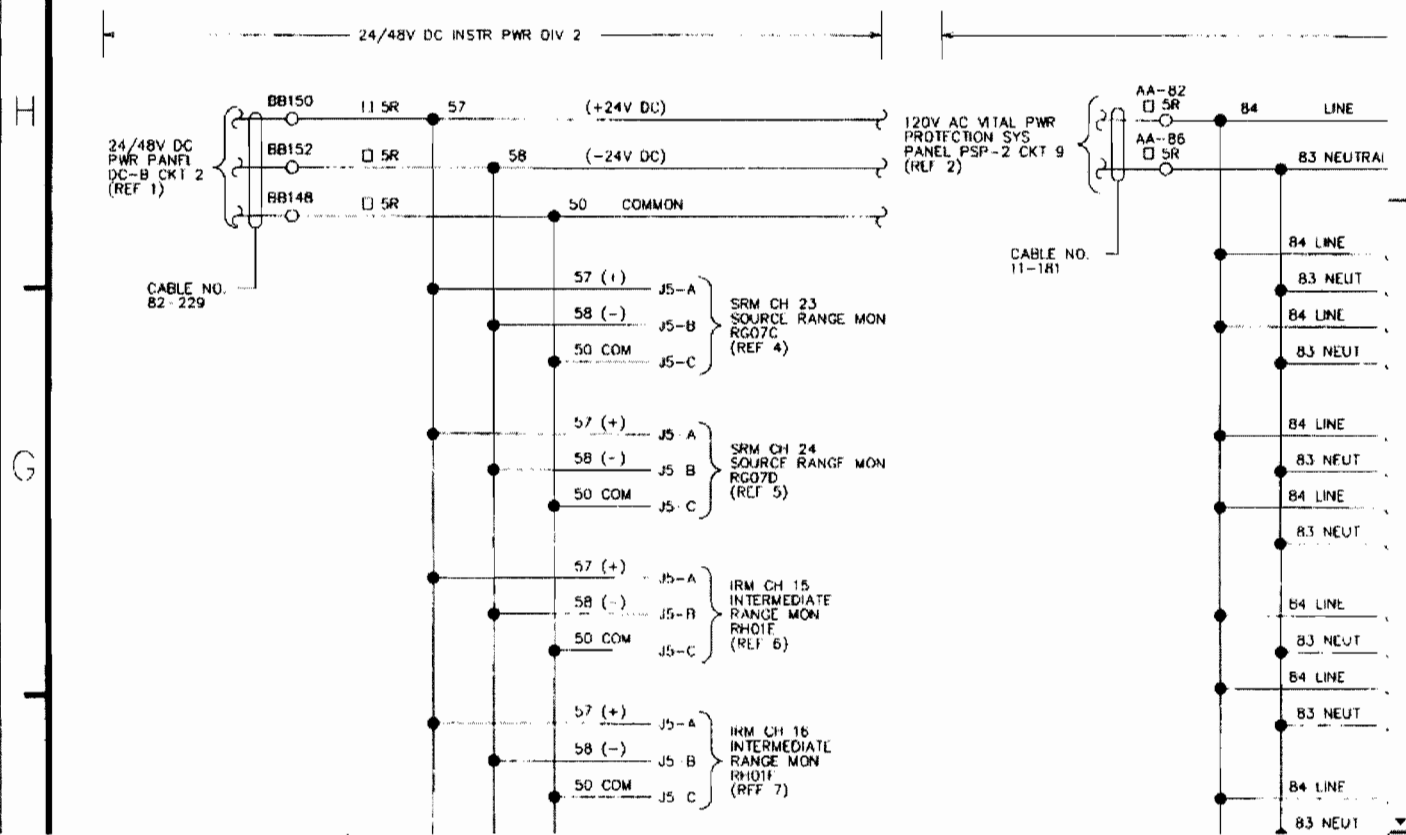 24/48V DC INSTR PWR DIV 2
H
24/48V DC
PWR PANEL
DC-B CKT 2
(REF 1)
BB150
5R
57
(+24V DC)
BB152
5R
58
(-24V DC)
BB148
5R
50
COMMON
CABLE NO.
82-229
57 (+)
J5-A
58 (-)
J5-B
50 COM
J5-C
SRM CH 23
SOURCE RANGE MON
RG07C
(REF 4)
G
57 (+)
J5-A
58 (-)
J5-B
50 COM
J5-C
SRM CH 24
SOURCE RANGE MON
RG07D
(REF 5)
57 (+)
J5-A
58 (-)
J5-B
50 COM
J5-C
IRM CH 15
INTERMEDIATE
RANGE MON
(REF 6)
57 (+)
J5-A
58 (-)
J5-B
50 COM
J5-C
IRM CH 16
INTERMEDIATE
RANGE MON
(REF 7)
120V AC VITAL PWR
PROTECTION SYS
PANEL PSP-2 CKT 9
(REF 2)
AA-82
5R
84
LINE
AA-86
5R
83 NEUTRAL
CABLE NO.
11-181
84 LINE
83 NEUT
84 LINE
83 NEUT
84 LINE
83 NEUT
84 LINE
83 NEUT
84 LINE
83 NEUT
84 LINE
83 NEUT
84 LINE
83 NEUT